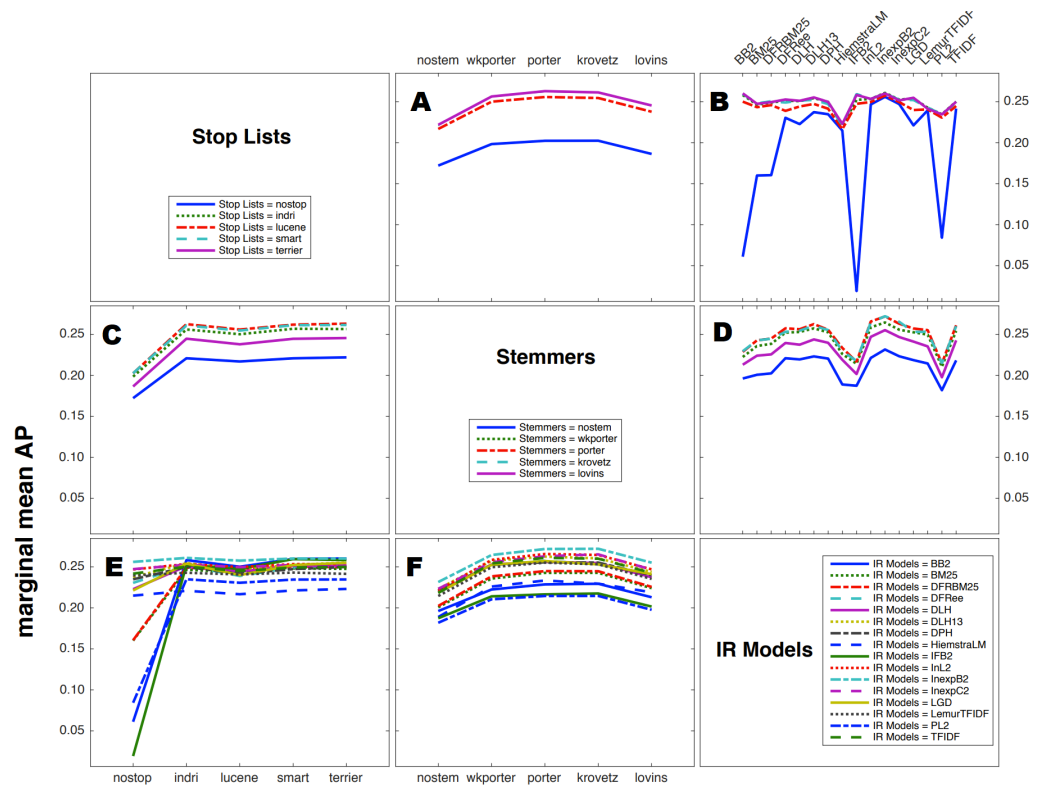 BB2
BM25
DFRBM25
DFRee
DLH
DLH13
DPH
HiemstraLM
IFB2
InL2
InexpB2
InexpC2
LGD
LemurTFIDF
PL2
TFIDF
nostem
wkporter
porter
krovetz
lovins
A
B
Stop Lists
Stop Lists = nostop
Stop Lists = indri
Stop Lists = lucene
Stop Lists = smart
Stop Lists = terrier
0.25
0.20
0.15
0.10
0.05
C
D
0.25
0.20
0.15
0.10
0.05
Stemmers
Stemmers = nostem
Stemmers = wkporter
Stemmers = porter
Stemmers = krovetz
Stemmers = lovins
0.25
0.20
0.15
0.10
0.05
marginal mean AP
E
F
0.25
0.20
0.15
0.10
0.05
IR Models
IR Models = BB2
IR Models = BM25
IR Models = DFRBM25
IR Models = DFRee
IR Models = DLH
IR Models = DLH13
IR Models = DPH
IR Models = HiemstraLM
IR Models = IFB2
IR Models = InL2
IR Models = InexpB2
IR Models = InexpC2
IR Models = LGD
IR Models = LemurTFIDF
IR Models = PL2
IR Models = TFIDF
nostop
indri
lucene
smart
terrier
nostem
wkporter
porter
krovetz
lovins